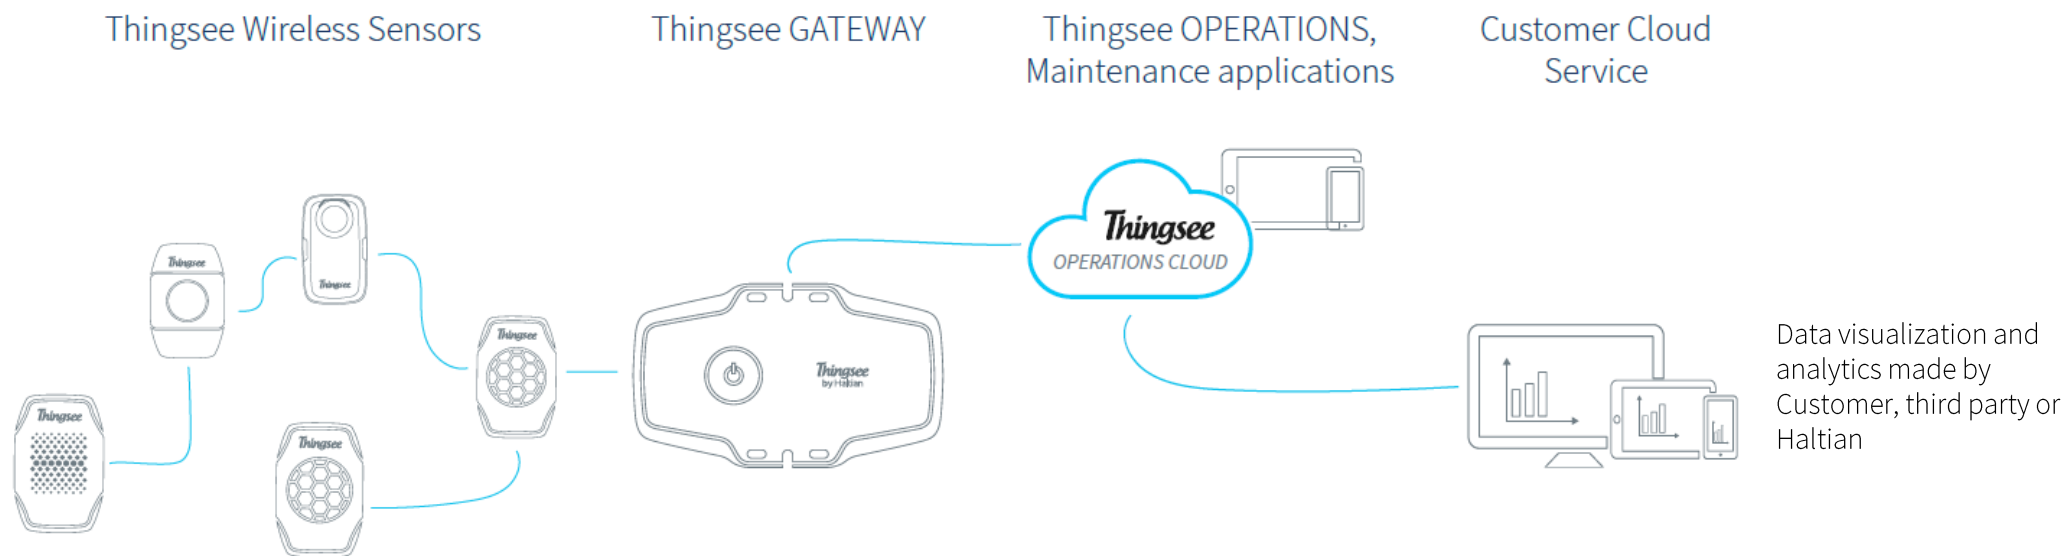 Thingsee Wireless Sensors
Thingsee GATEWAY
Thingsee OPERATIONS,
Maintenance applications
Customer Cloud
Service
Thingsee
Thingsee
Thingsee
Thingsee
Thingsee
Thingsee
by Haltian
Thingsee
OPERATIONS CLOUD
Data visualization and
analytics made by
Customer, third party or
Haltian